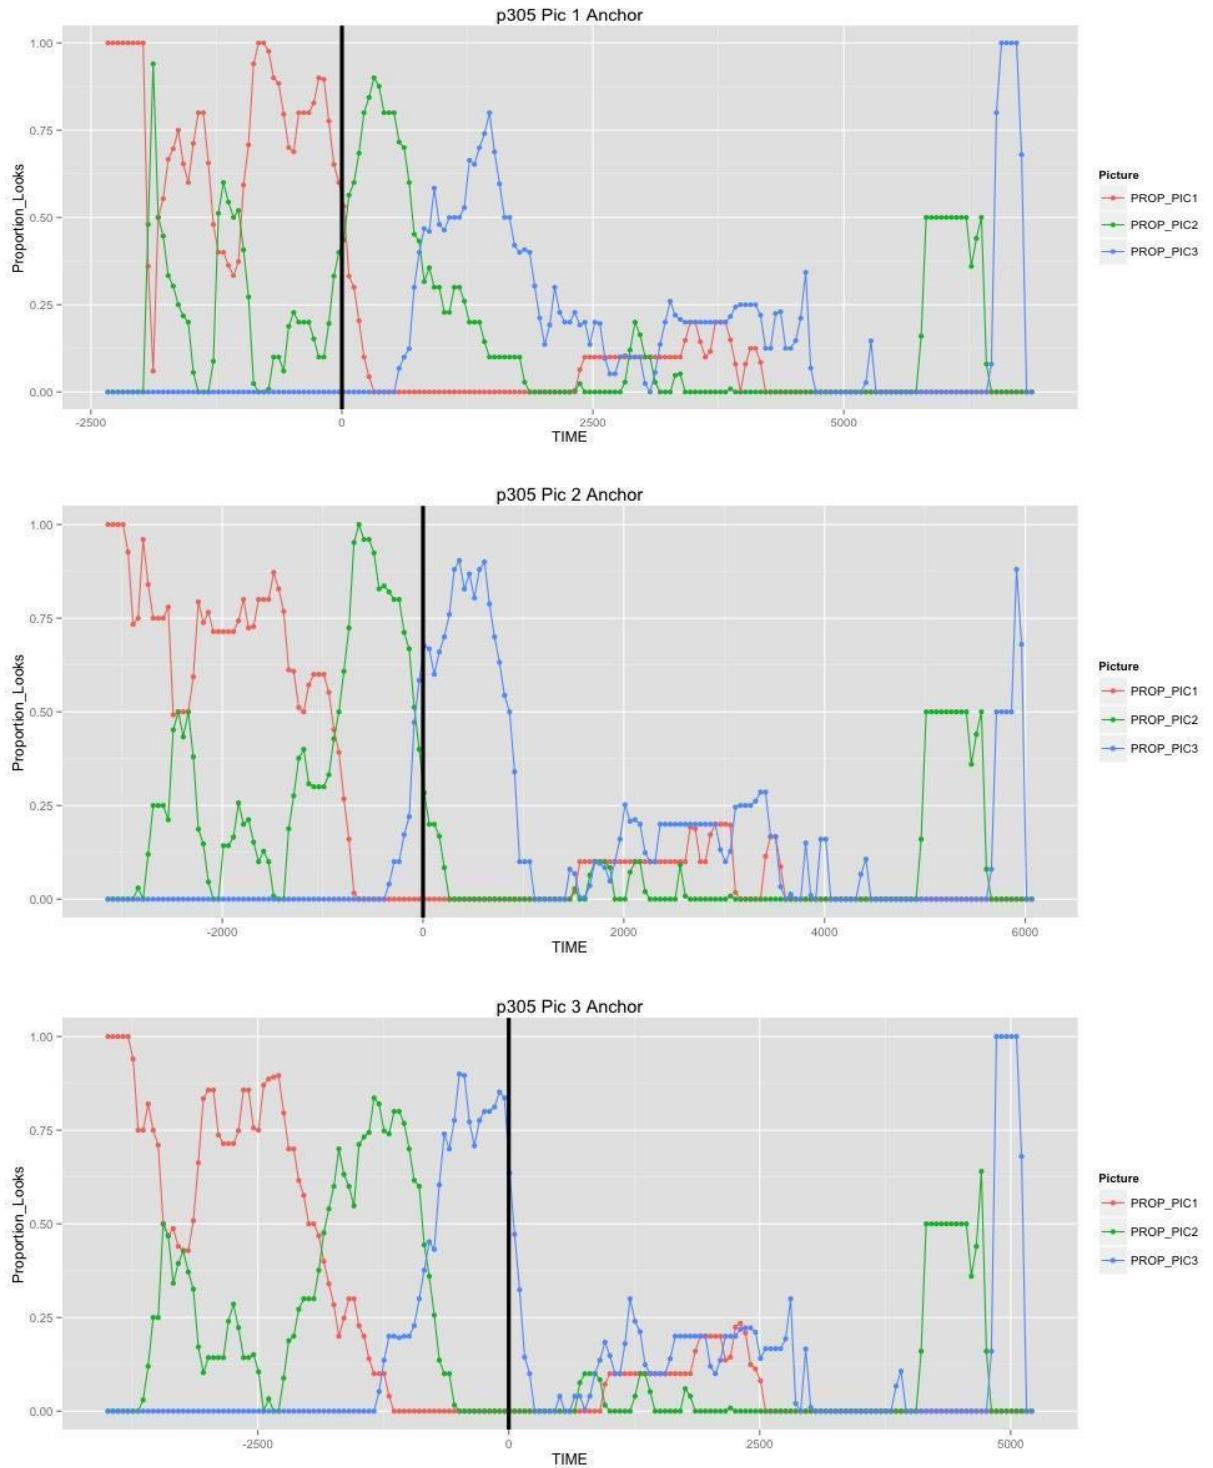 p305 Pic 1 Anchor
1.00
0.75
0.50
0.25
0.00
Proportion_Looks
-2500
0
2500
5000
TIME
Picture
PROP_PIC1
PROP_PIC2
PROP_PIC3
p305 Pic 2 Anchor
1.00
0.75
0.50
0.25
0.00
Proportion_Looks
-2000
0
2000
4000
6000
TIME
Picture
PROP_PIC1
PROP_PIC2
PROP_PIC3
p305 Pic 3 Anchor
1.00
0.75
0.50
0.25
0.00
Proportion_Looks
-2500
0
2500
5000
TIME
Picture
PROP_PIC1
PROP_PIC2
PROP_PIC3